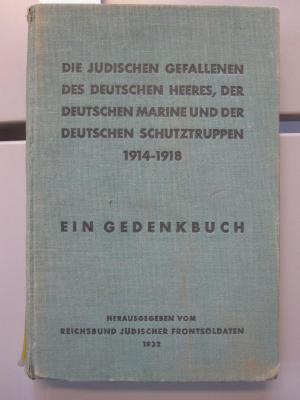 DIE JÜDISCHEN GEFALLENEN
DES DEUTSCHEN HEERES, DER
DEUTSCHEN MARINE UND DER
DEUTSCHEN SCHUTZTRUPPEN
1914-1918
EIN GEDENKBUCH
HERAUSGEGEBEN VOM
REICHSBUND JÜDISCHER FRONTSOLDATEN
1932